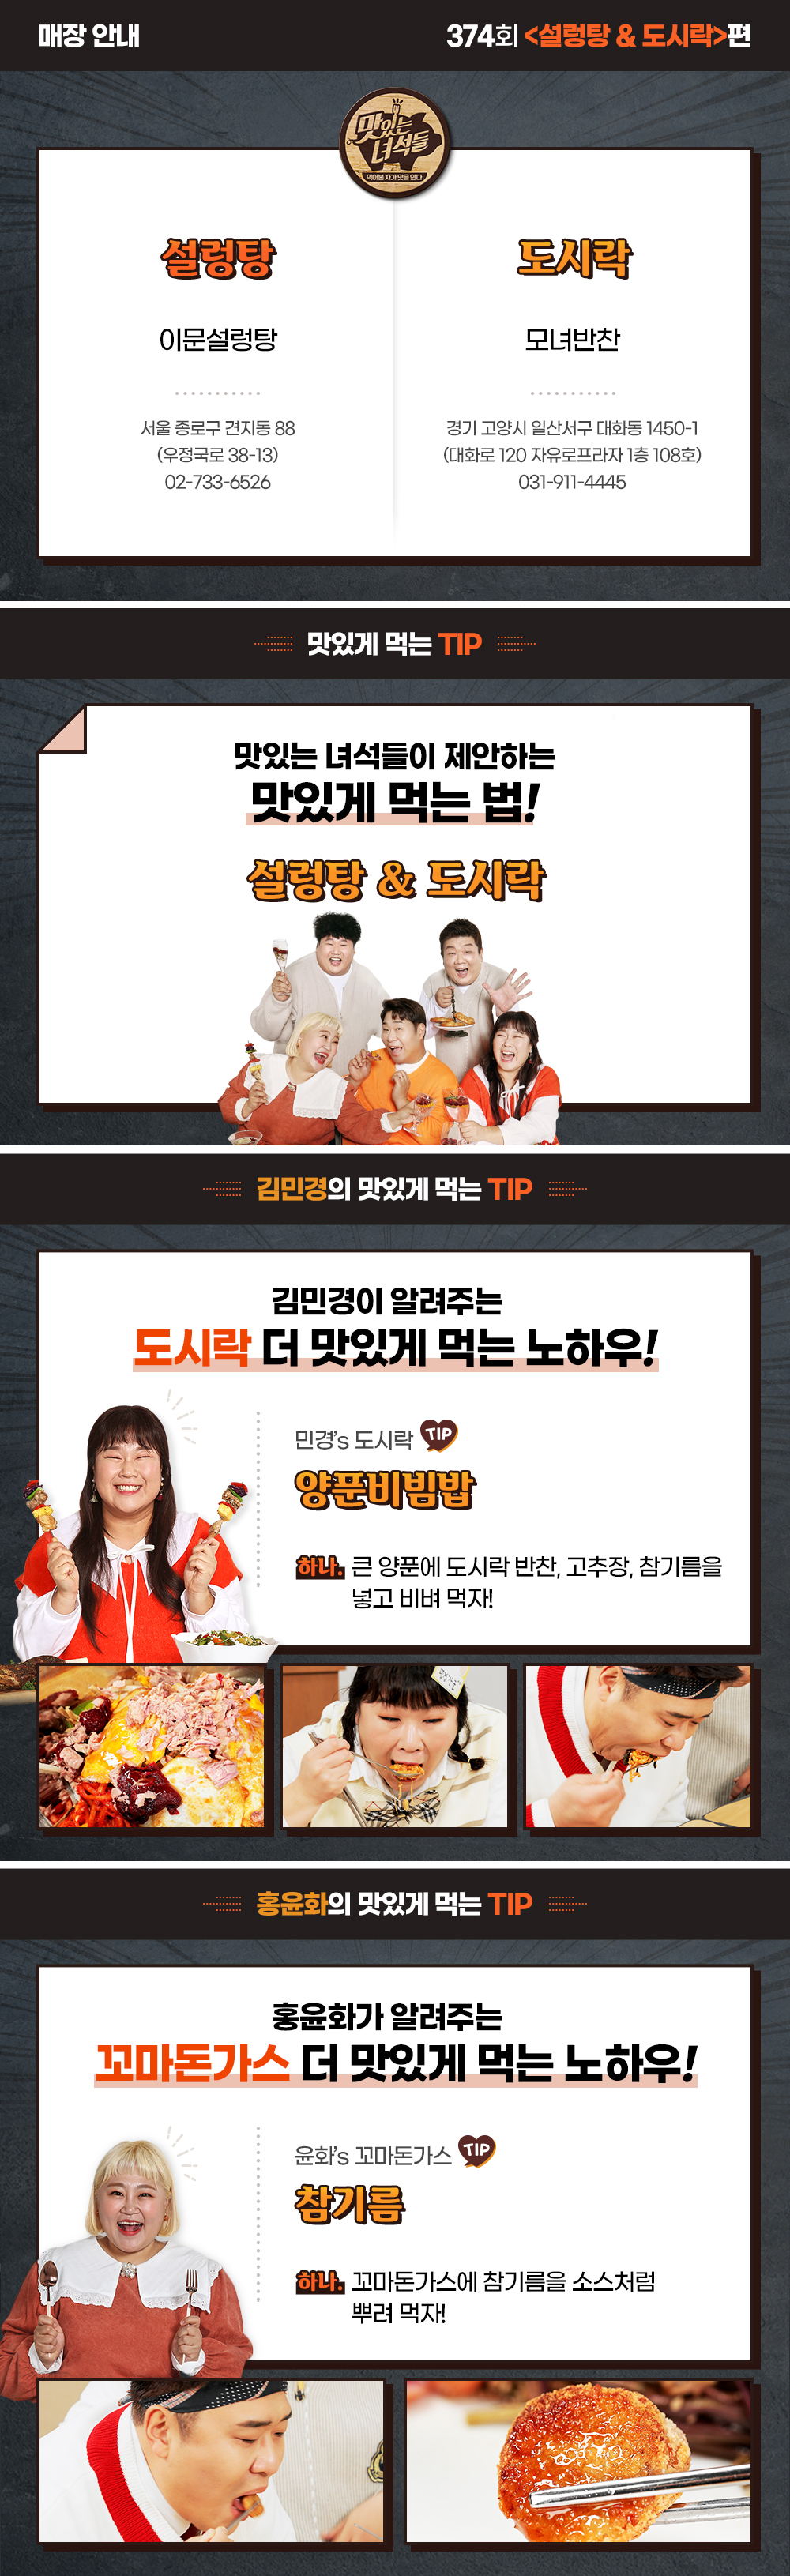 매장 안내
374회 <설렁탕 & 도시락>편
맛있는
녀석들
먹어본 자가 맛을 안다
설렁탕
이문설렁탕
서울 종로구 견지동 88
(우정국로 38-13)
02-733-6526
도시락
모녀반찬
경기 고양시 일산서구 대화동 1450-1
(대화로 120 자유로프라자 1층 108호)
031-911-4445
맛있게 먹는 TIP
맛있는 녀석들이 제안하는
맛있게 먹는 법!
설렁탕 & 도시락
김민경의 맛있게 먹는 TIP
김민경이 알려주는
도시락 더 맛있게 먹는 노하우!
민경's 도시락 TIP
양푼비빔밥
하나. 큰 양푼에 도시락 반찬, 고추장, 참기름을
넣고 비벼 먹자!
홍윤화의 맛있게 먹는 TIP
홍윤화가 알려주는
꼬마돈가스 더 맛있게 먹는 노하우!
윤화's 꼬마돈가스 TIP
참기름
하나. 꼬마돈가스에 참기름을 소스처럼
뿌려 먹자!